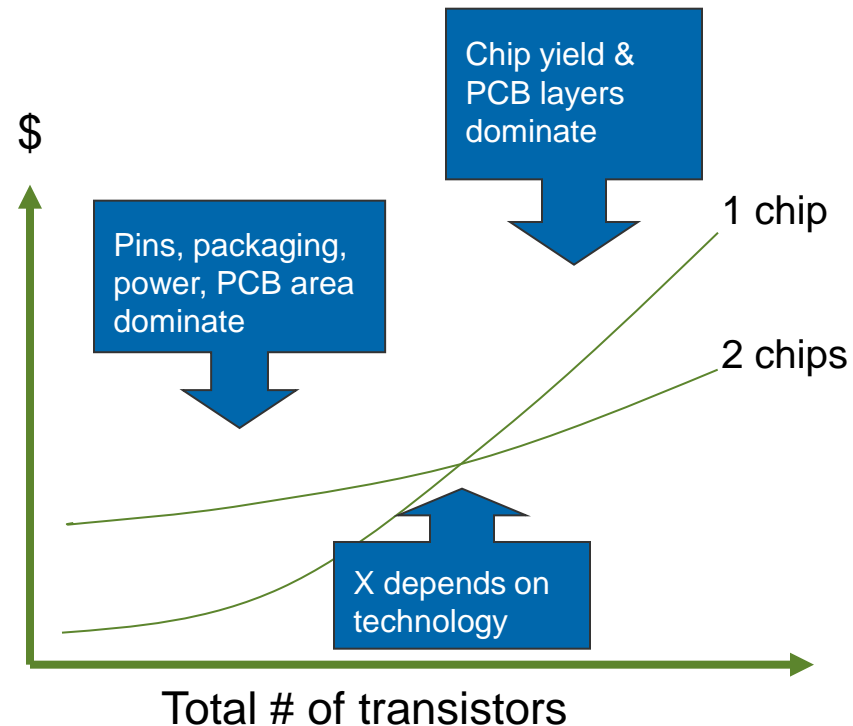 Chip yield &
PCB layers
dominate
$
Pins, packaging,
power, PCB area
dominate
1 chip
2 chips
X depends on
technology
Total # of transistors